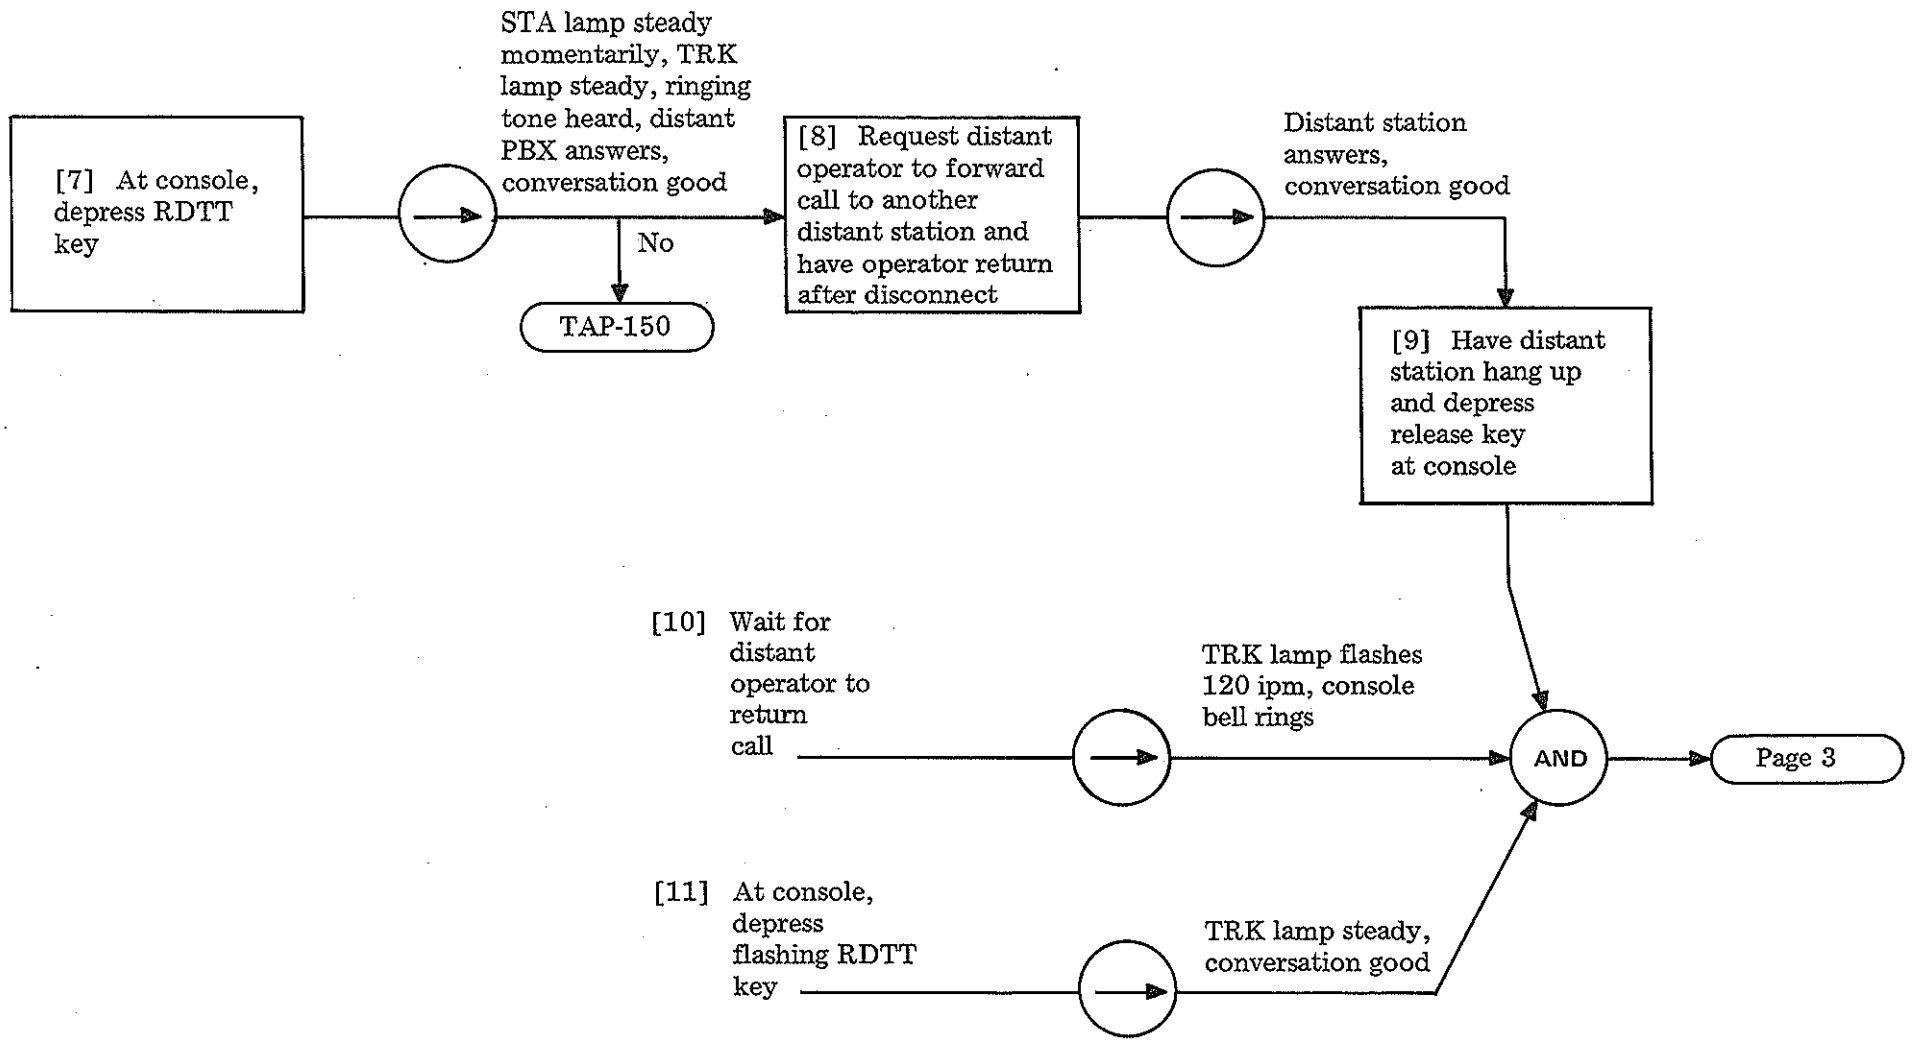 STA lamp steady
momentarily, TRK
lamp steady, ringing
tone heard, distant
PBX answers,
conversation good
[7] At console,
depress RDTT
key
No
TAP-150
[8] Request distant
operator to forward
call to another
distant station and
have operator return
after disconnect
Distant station
answers,
conversation good
[9] Have distant
station hang up
and depress
release key
at console
[10] Wait for
distant
operator to
return
call
TRK lamp flashes
120 ipm, console
bell rings
AND
Page 3
[11] At console,
depress
flashing RDTT
key
TRK lamp steady,
conversation good